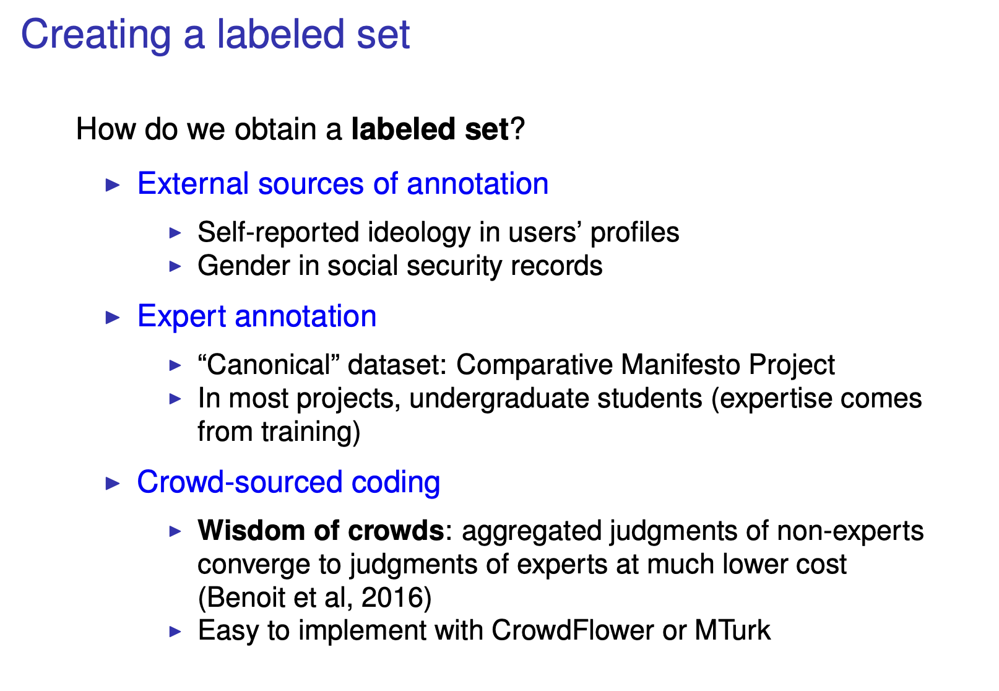 Creating a labeled set
How do we obtain a labeled set?
► External sources of annotation
► Self-reported ideology in users’ profiles
► Gender in social security records
► Expert annotation
► “Canonical” dataset: Comparative Manifesto Project
► In most projects, undergraduate students (expertise comes
from training)
► Crowd-sourced coding
► Wisdom of crowds: aggregated judgments of non-experts
converge to judgments of experts at much lower cost
(Benoit et al, 2016)
► Easy to implement with CrowdFlower or MTurk